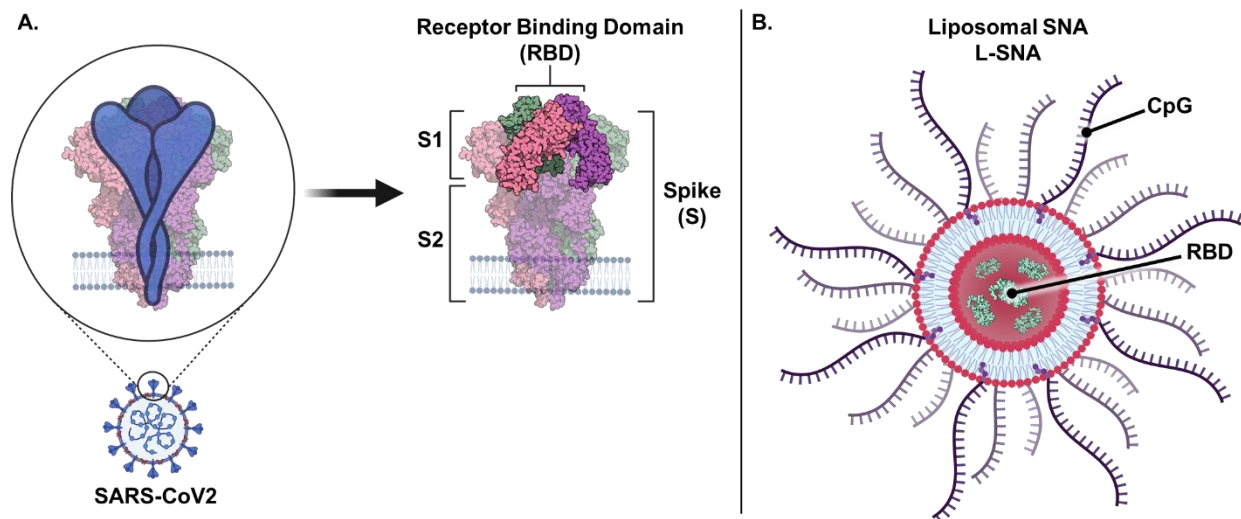 A.
Receptor Binding Domain
(RBD)
S1
S2
Spike
(S)
SARS-CoV2
B.
Liposomal SNA
L-SNA
CpG
RBD